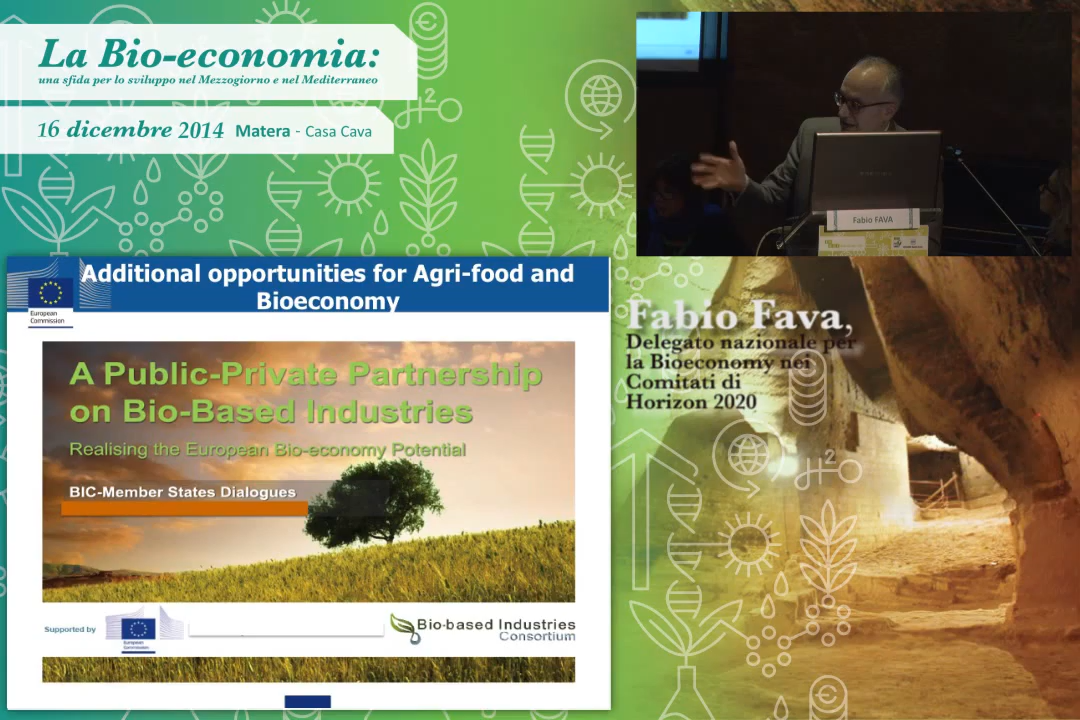 La Bio-economia:
una sfida per lo sviluppo nel Mezzogiorno e nel Mediterraneo
16 dicembre 2014 Matera - Casa Cava
Fabio FAVA
Additional opportunities for Agri-food and
Bioeconomy
European
Commission
A Public-Private Partnership
on Bio-Based Industries
Realising the European Bio-economy Potential
BIC-Member States Dialogues
Supported by
European
Commission
Bio-based Industries
Consortium
Fabio Fava,
Delegato nazionale per
la Bioeconomy nei
Comitati di
Horizon 2020